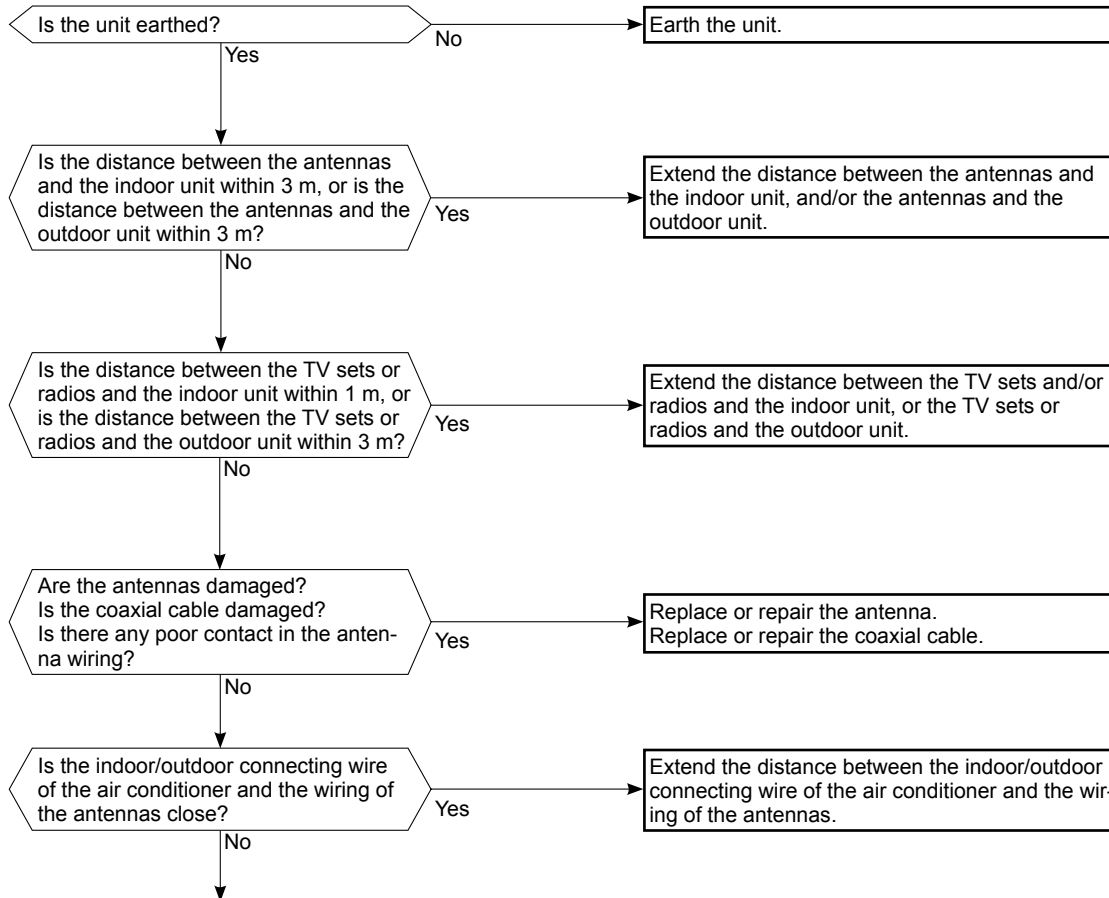 Is the unit earthed?
No
Earth the unit.
Yes
Is the distance between the antennas
and the indoor unit within 3 m, or is the
distance between the antennas and the
outdoor unit within 3 m?
Yes
Extend the distance between the antennas and
the indoor unit, and/or the antennas and the
outdoor unit.
No
Is the distance between the TV sets or
radios and the indoor unit within 1 m, or
is the distance between the TV sets or
radios and the outdoor unit within 3 m?
Yes
Extend the distance between the TV sets and/or
radios and the indoor unit, or the TV sets or
radios and the outdoor unit.
No
Are the antennas damaged?
Is the coaxial cable damaged?
Is there any poor contact in the anten-
na wiring?
Yes
Replace or repair the antenna.
Replace or repair the coaxial cable.
No
Is the indoor/outdoor connecting wire
of the air conditioner and the wiring of
the antennas close?
Yes
Extend the distance between the indoor/outdoor
connecting wire of the air conditioner and the wir-
ing of the antennas.
No